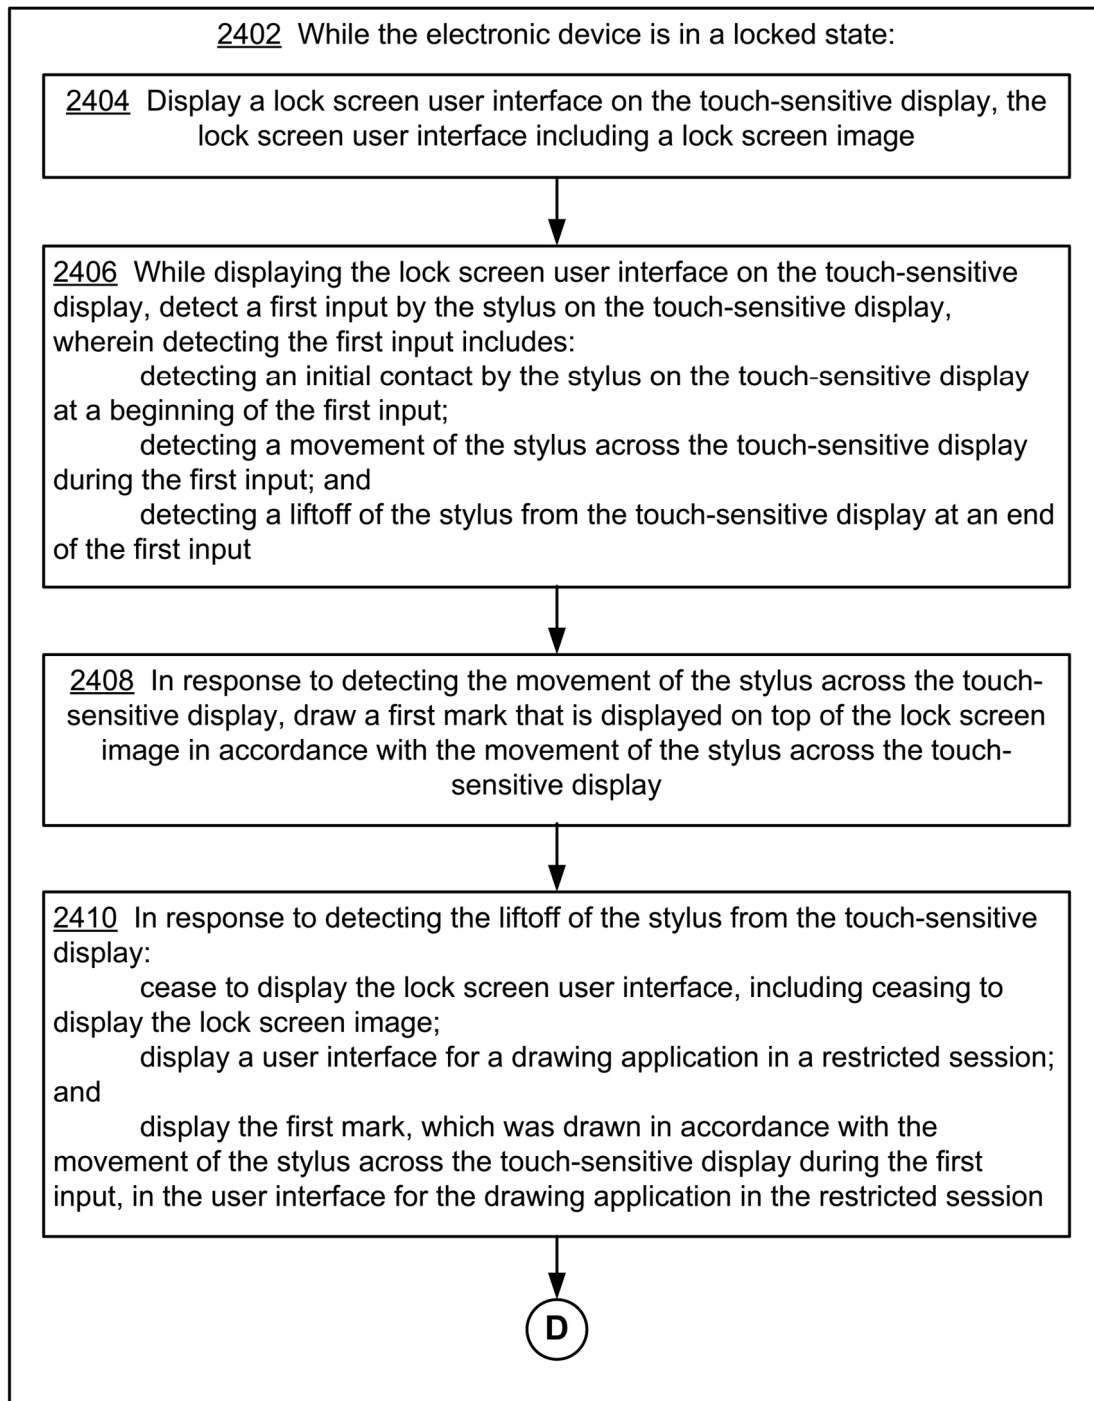 2402 While the electronic device is in a locked state:
2404 Display a lock screen user interface on the touch-sensitive display, the
lock screen user interface including a lock screen image
2406 While displaying the lock screen user interface on the touch-sensitive
display, detect a first input by the stylus on the touch-sensitive display,
wherein detecting the first input includes:
detecting an initial contact by the stylus on the touch-sensitive display
at a beginning of the first input;
detecting a movement of the stylus across the touch-sensitive display
during the first input; and
detecting a liftoff of the stylus from the touch-sensitive display at an end
of the first input
2408 In response to detecting the movement of the stylus across the touch-
sensitive display, draw a first mark that is displayed on top of the lock screen
image in accordance with the movement of the stylus across the touch-
sensitive display
2410 In response to detecting the liftoff of the stylus from the touch-sensitive
display:
cease to display the lock screen user interface, including ceasing to
display the lock screen image;
display a user interface for a drawing application in a restricted session;
and
display the first mark, which was drawn in accordance with the
movement of the stylus across the touch-sensitive display during the first
input, in the user interface for the drawing application in the restricted session
D